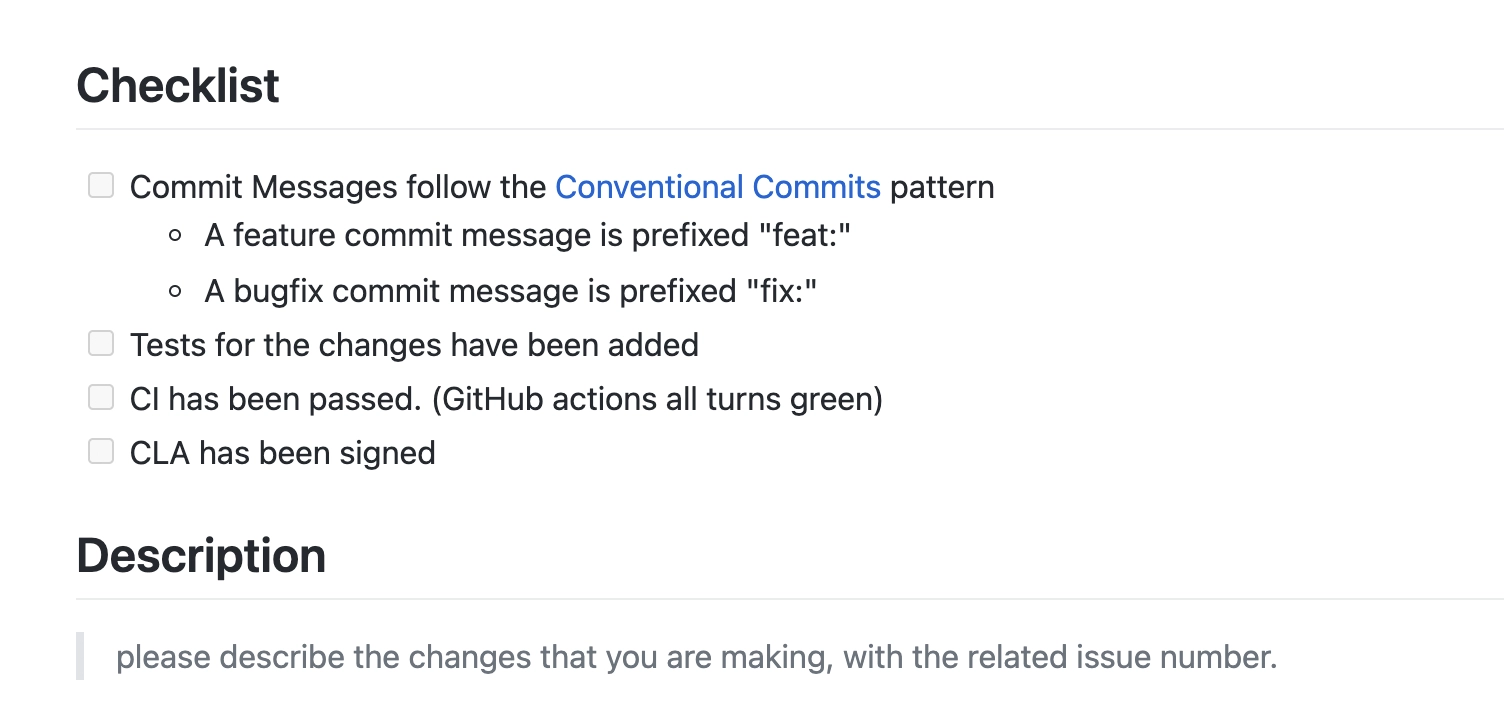 Checklist
Commit Messages follow the Conventional Commits pattern
A feature commit message is prefixed "feat:"
A bugfix commit message is prefixed "fix:"
Tests for the changes have been added
CI has been passed. (GitHub actions all turns green)
CLA has been signed
Description
please describe the changes that you are making, with the related issue number.